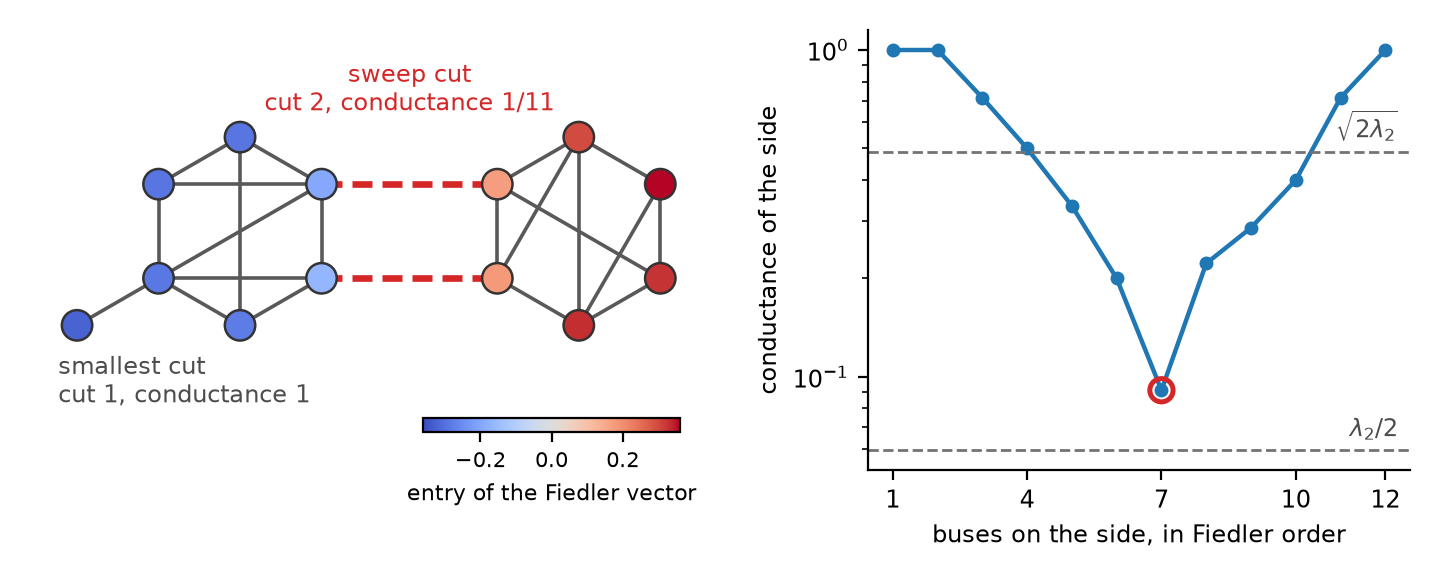 sweep cut
cut 2, conductance 1/11
smallest cut
cut 1, conductance 1
−0.2 0.0 0.2
entry of the Fiedler vector
conductance of the side
10⁰
10⁻¹
√2λ₂
λ₂/2
1 4 7 10 12
buses on the side, in Fiedler order